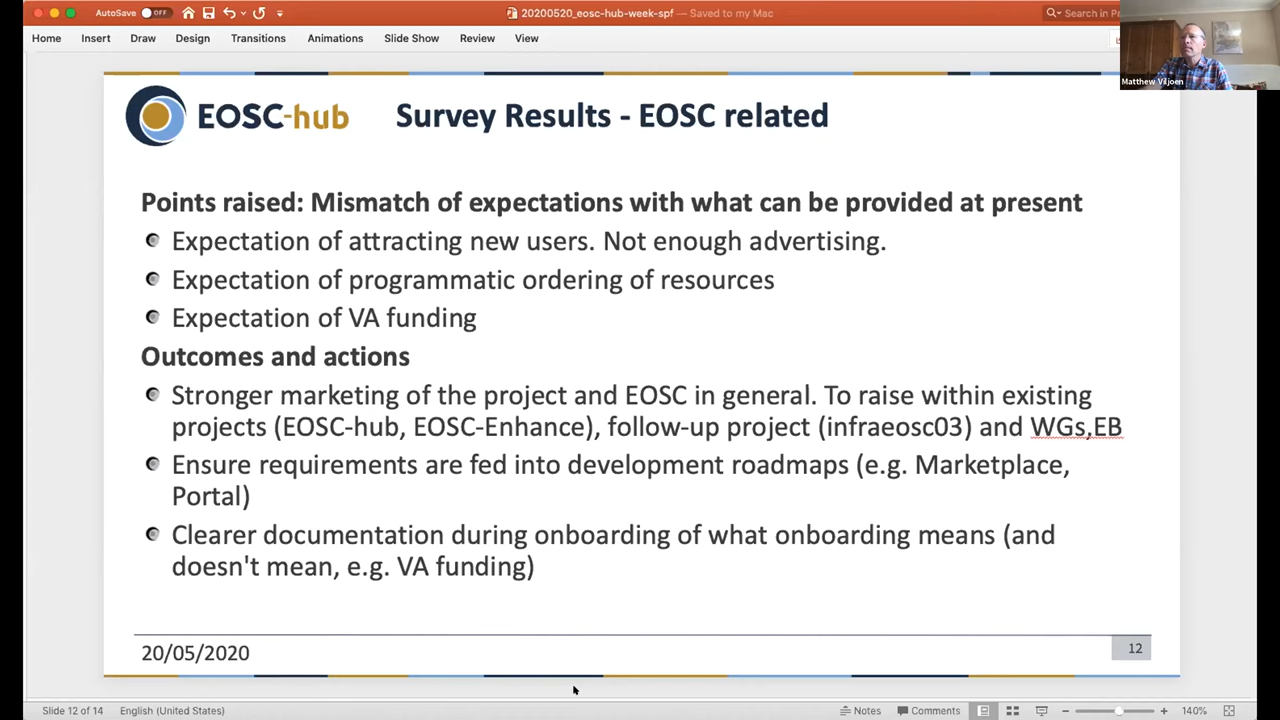 AutoSave OFF
20200520_eosc-hub-week-spf — Saved to my Mac
Search in
Home Insert Draw Design Transitions Animations Slide Show Review View
Matthew Viljoen
EOSC-hub
Survey Results - EOSC related
Points raised: Mismatch of expectations with what can be provided at present
Expectation of attracting new users. Not enough advertising.
Expectation of programmatic ordering of resources
Expectation of VA funding
Outcomes and actions
Stronger marketing of the project and EOSC in general. To raise within existing
projects (EOSC-hub, EOSC-Enhance), follow-up project (infraeosc03) and WGs,EB
Ensure requirements are fed into development roadmaps (e.g. Marketplace,
Portal)
Clearer documentation during onboarding of what onboarding means (and
doesn't mean, e.g. VA funding)
20/05/2020
12
Slide 12 of 14 English (United States) Notes Comments 140%